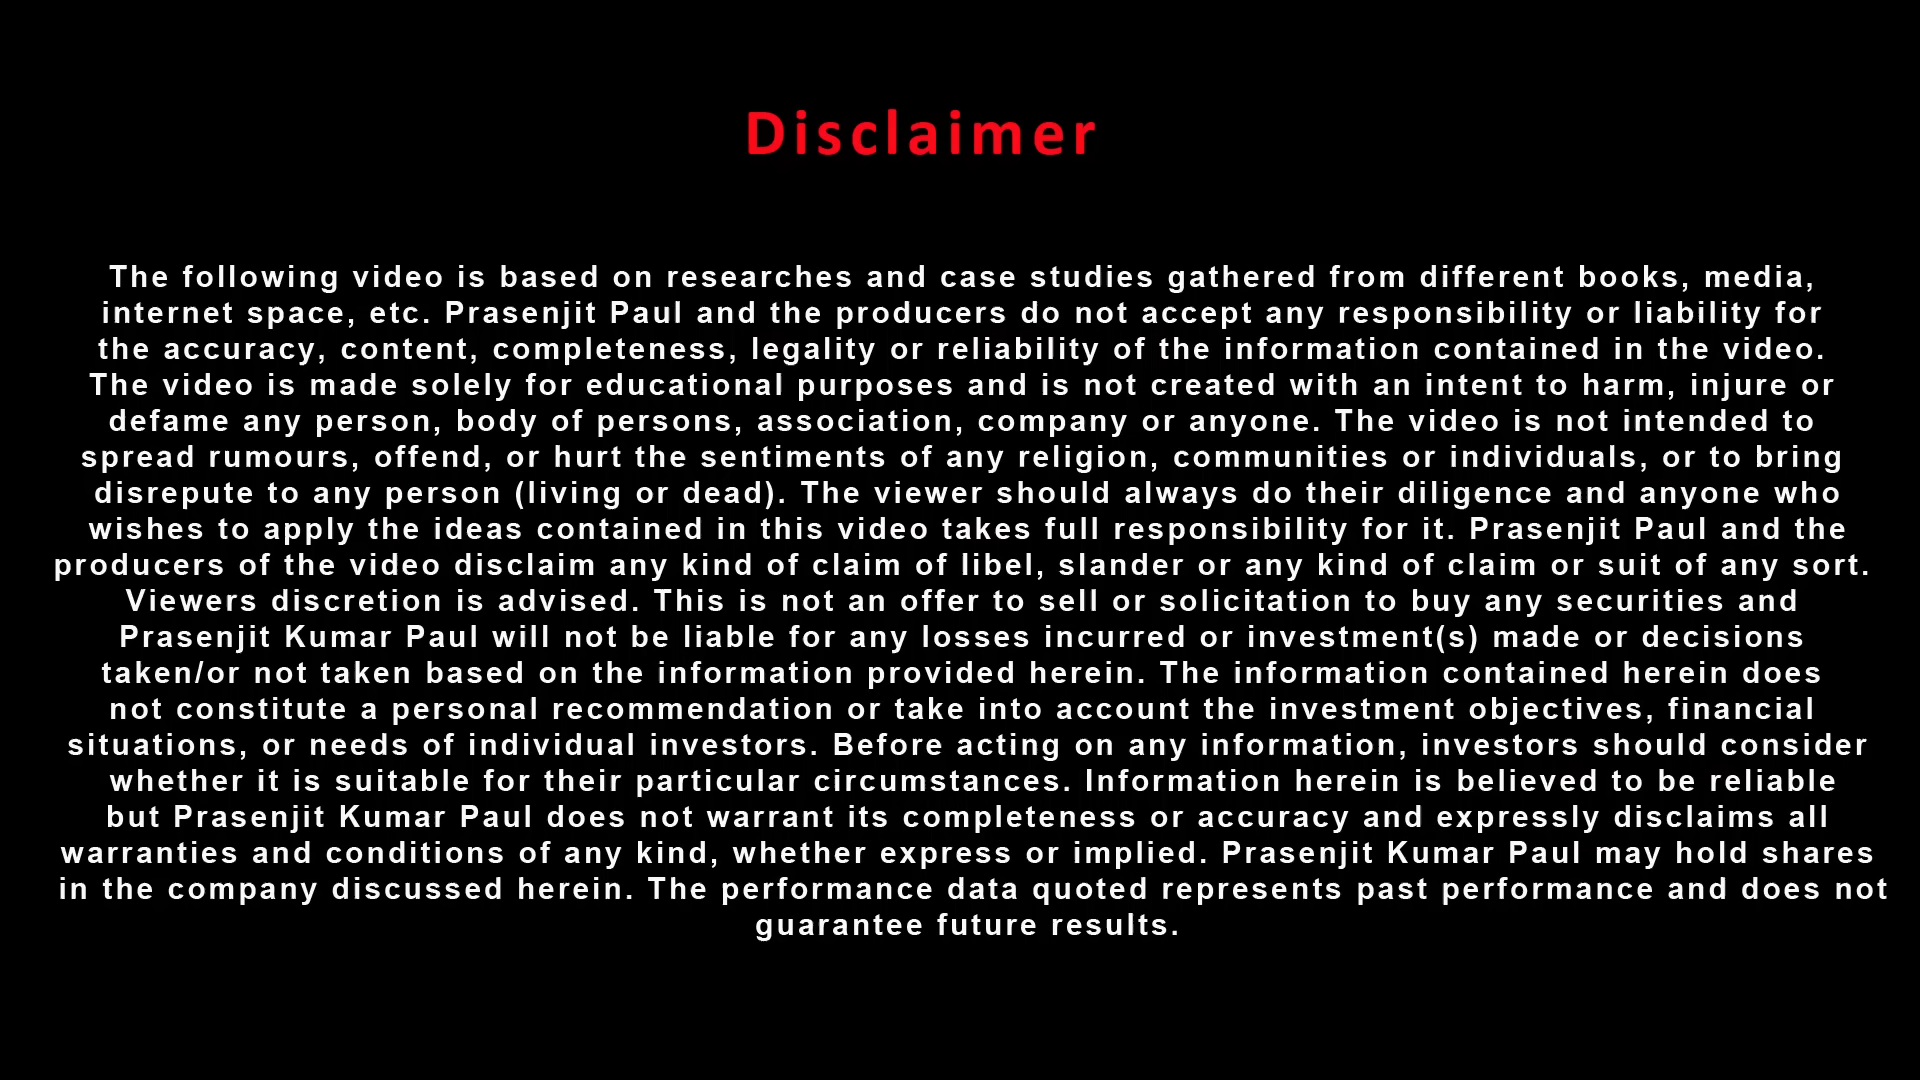 Disclaimer
The following video is based on researches and case studies gathered from different books, media,
internet space, etc. Prasenjit Paul and the producers do not accept any responsibility or liability for
the accuracy, content, completeness, legality or reliability of the information contained in the video.
The video is made solely for educational purposes and is not created with an intent to harm, injure or
defame any person, body of persons, association, company or anyone. The video is not intended to
spread rumours, offend, or hurt the sentiments of any religion, communities or individuals, or to bring
disrepute to any person (living or dead). The viewer should always do their diligence and anyone who
wishes to apply the ideas contained in this video takes full responsibility for it. Prasenjit Paul and the
producers of the video disclaim any kind of claim of libel, slander or any kind of claim or suit of any sort.
Viewers discretion is advised. This is not an offer to sell or solicitation to buy any securities and
Prasenjit Kumar Paul will not be liable for any losses incurred or investment(s) made or decisions
taken/or not taken based on the information provided herein. The information contained herein does
not constitute a personal recommendation or take into account the investment objectives, financial
situations, or needs of individual investors. Before acting on any information, investors should consider
whether it is suitable for their particular circumstances. Information herein is believed to be reliable
but Prasenjit Kumar Paul does not warrant its completeness or accuracy and expressly disclaims all
warranties and conditions of any kind, whether express or implied. Prasenjit Kumar Paul may hold shares
in the company discussed herein. The performance data quoted represents past performance and does not
guarantee future results.